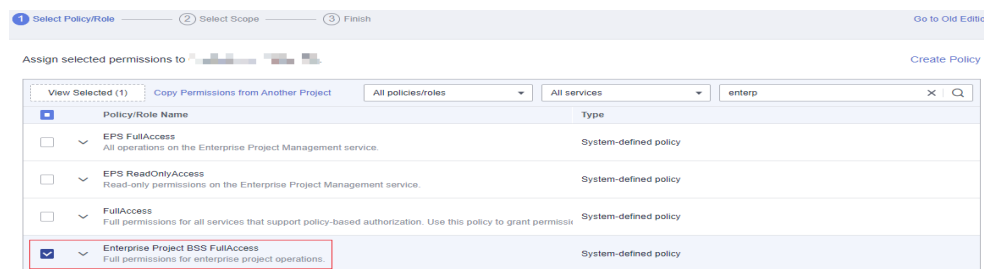 1 Select Policy/Role 2 Select Scope 3 Finish Go to Old Editio
Assign selected permissions to Create Policy
View Selected (1) Copy Permissions from Another Project All policies/roles All services enterp
Policy/Role Name Type
EPS FullAccess
All operations on the Enterprise Project Management service.
System-defined policy
EPS ReadOnlyAccess
Read-only permissions on the Enterprise Project Management service.
System-defined policy
FullAccess
Full permissions for all services that support policy-based authorization. Use this policy to grant permissi
System-defined policy
Enterprise Project BSS FullAccess
Full permissions for enterprise project operations.
System-defined policy